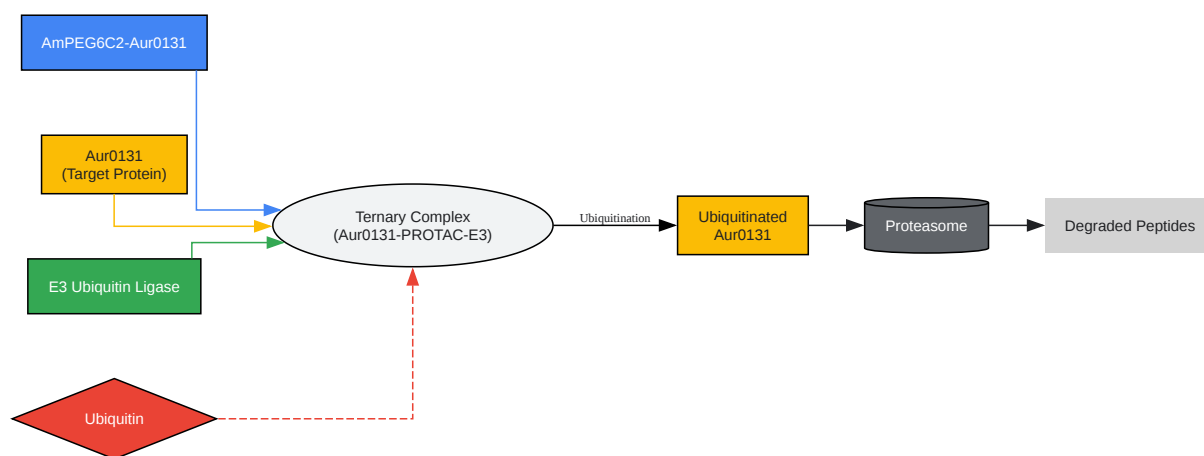 AmPEG6C2-Aur0131
Aur0131
(Target Protein)
E3 Ubiquitin Ligase
Ubiquitin
Ternary Complex
(Aur0131-PROTAC-E3)
Ubiquitination
Ubiquitinated
Aur0131
Proteasome
Degraded Peptides